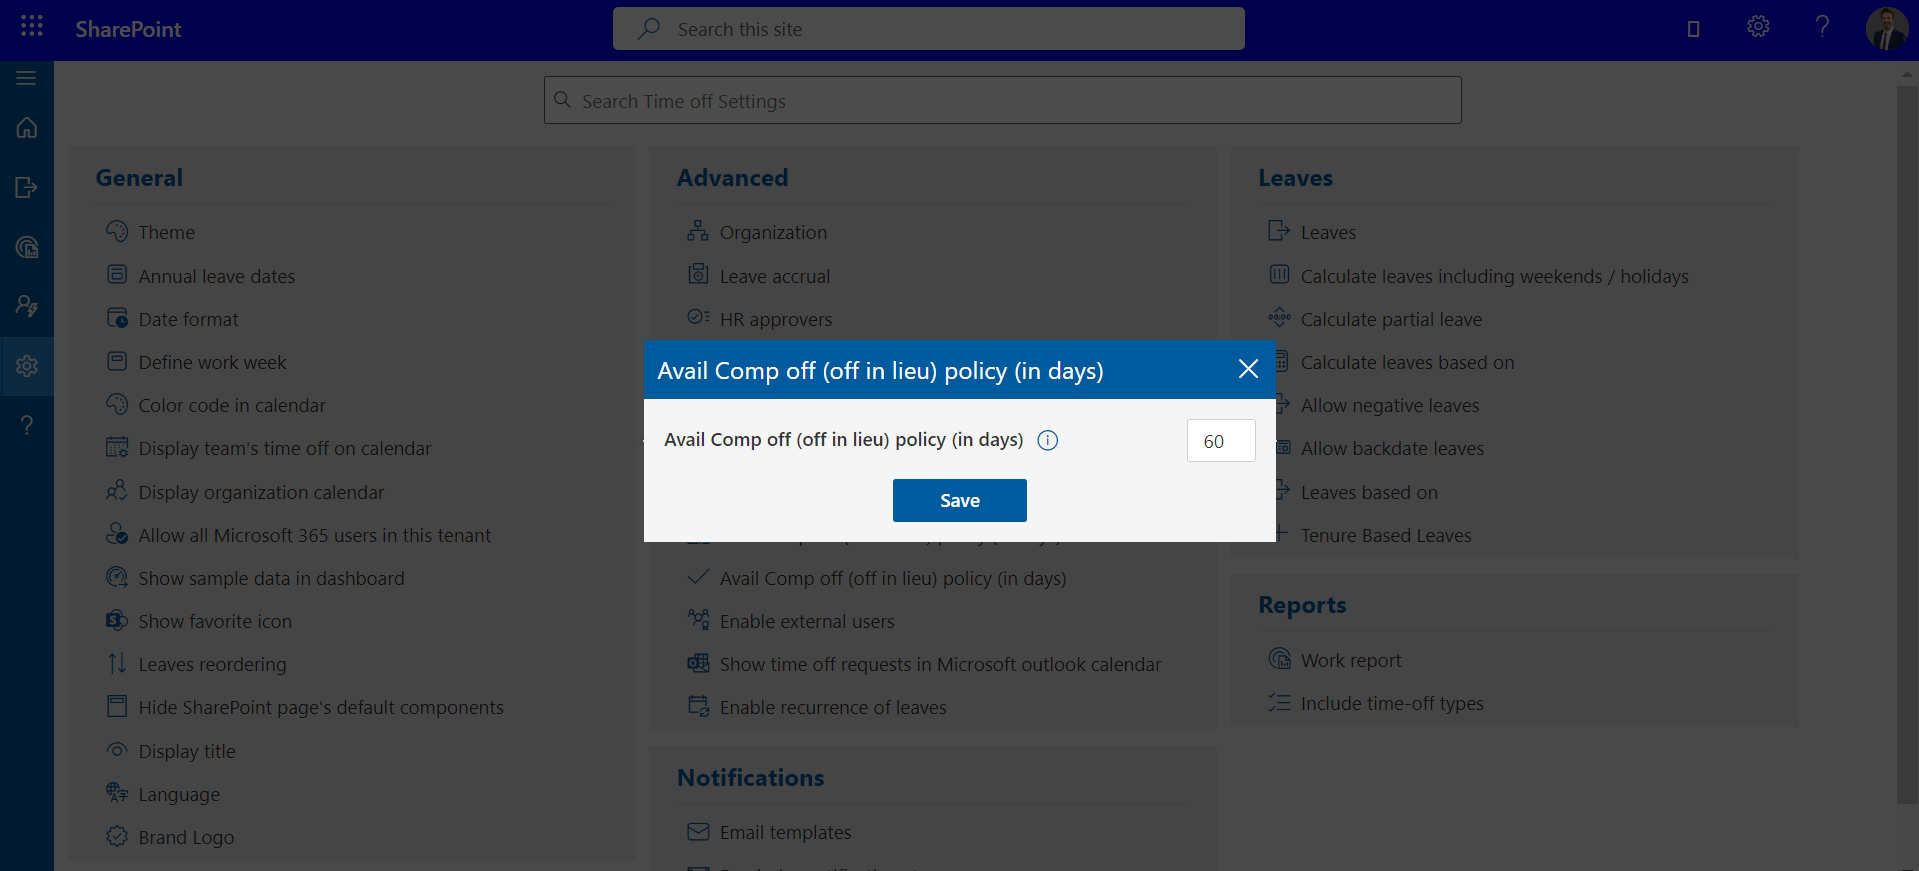 SharePoint
Search this site
Search Time off Settings
General
Theme
Annual leave dates
Date format
Define work week
Color code in calendar
Display team's time off on calendar
Display organization calendar
Allow all Microsoft 365 users in this tenant
Show sample data in dashboard
Show favorite icon
Leaves reordering
Hide SharePoint page's default components
Display title
Language
Brand Logo
Advanced
Organization
Leave accrual
HR approvers
Avail Comp off (off in lieu) policy (in days)
Avail Comp off (off in lieu) policy (in days)
60
Save
Avail Comp off (off in lieu) policy (in days)
Enable external users
Show time off requests in Microsoft outlook calendar
Enable recurrence of leaves
Notifications
Email templates
Leaves
Leaves
Calculate leaves including weekends / holidays
Calculate partial leave
Calculate leaves based on
Allow negative leaves
Allow backdate leaves
Leaves based on
Tenure Based Leaves
Reports
Work report
Include time-off types